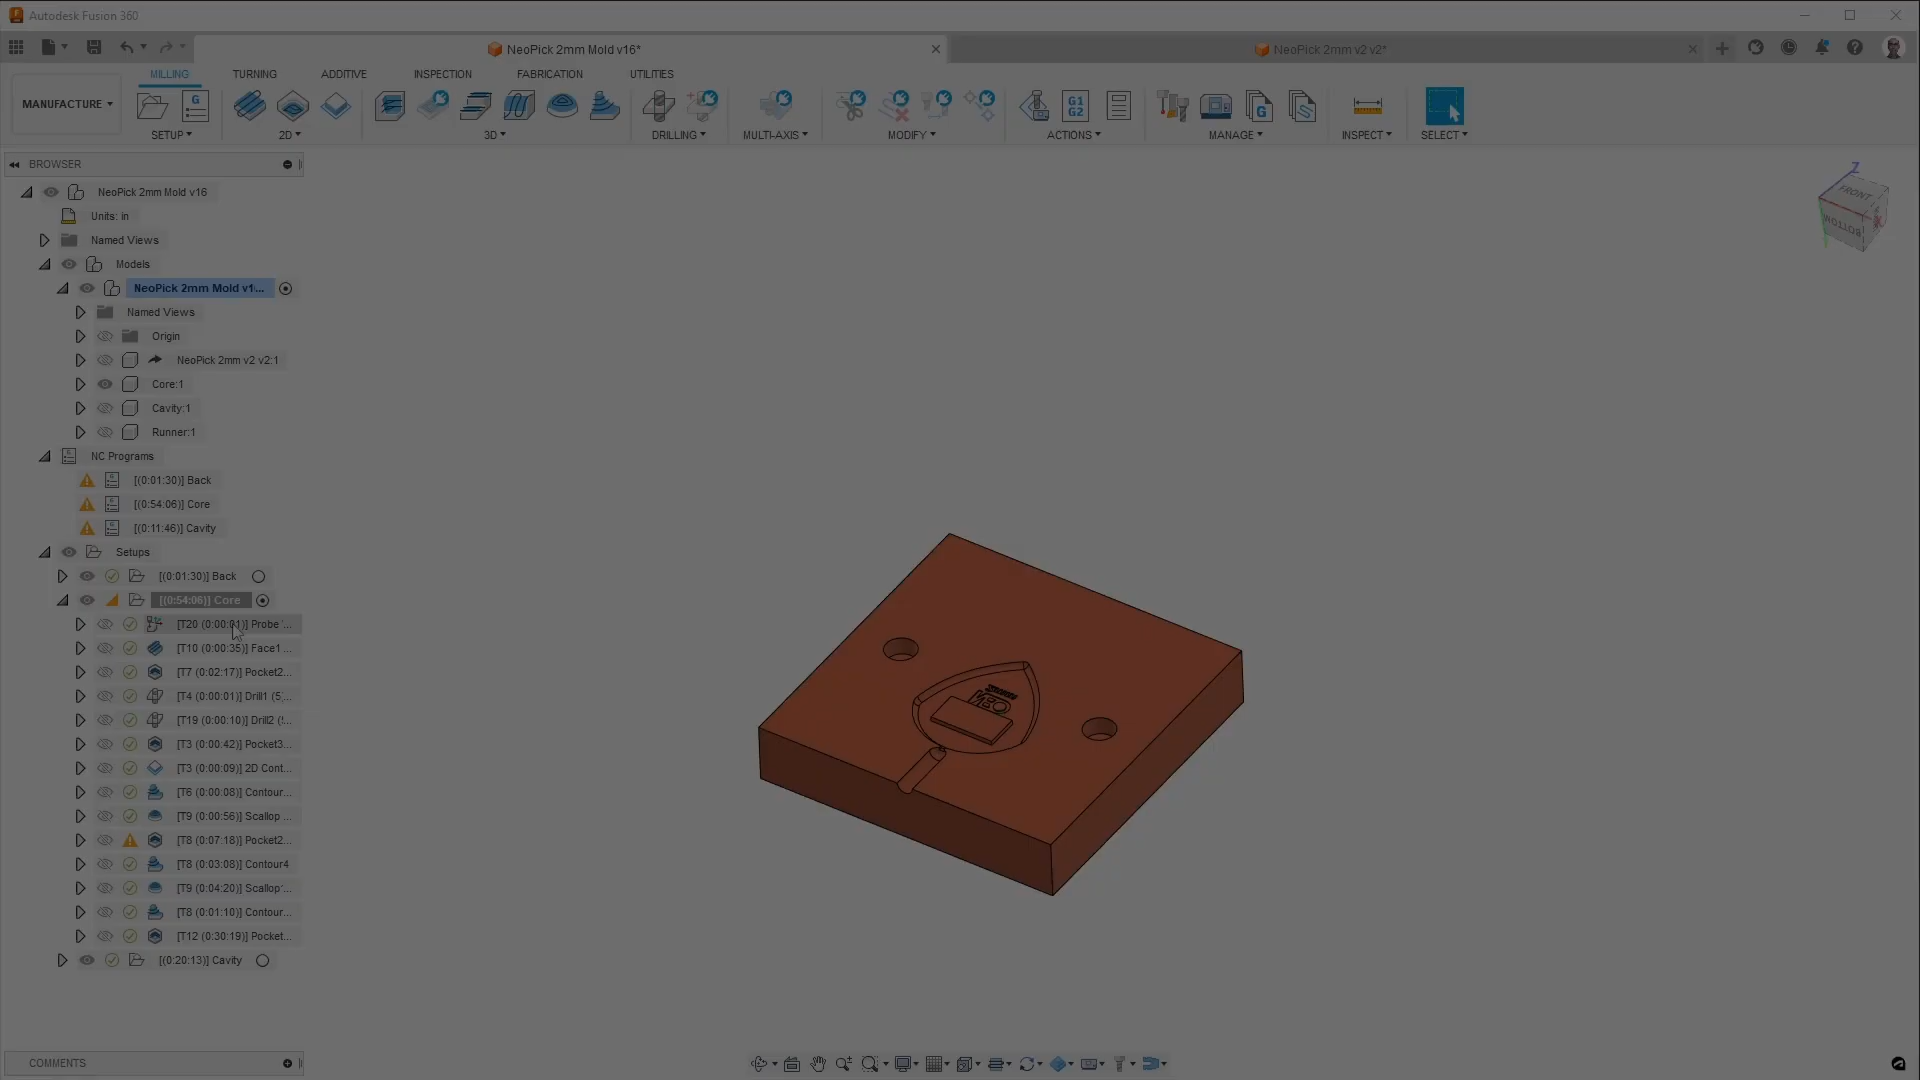 Autodesk Fusion 360
NeoPick 2mm Mold v16*
NeoPick 2mm v2 v2*
MILLING TURNING ADDITIVE INSPECTION FABRICATION UTILITIES
MANUFACTURE
G G1 G2 G
SETUP 2D 3D DRILLING MULTI-AXIS MODIFY ACTIONS MANAGE INSPECT SELECT
BROWSER
NeoPick 2mm Mold v16
Units: in
Named Views
Models
NeoPick 2mm Mold v1...
Named Views
Origin
NeoPick 2mm v2 v2:1
Core:1
Cavity:1
Runner:1
NC Programs
[(0:01:30)] Back
[(0:54:06)] Core
[(0:11:46)] Cavity
Setups
[(0:01:30)] Back
[(0:54:06)] Core
[T20 (0:00:01)] Probe ...
[T10 (0:00:35)] Face1 ...
[T7 (0:02:17)] Pocket2...
[T4 (0:00:01)] Drill1 (5...
[T19 (0:00:10)] Drill2 (...
[T3 (0:00:42)] Pocket3...
[T3 (0:00:09)] 2D Cont...
[T6 (0:00:08)] Contour...
[T9 (0:00:56)] Scallop ...
[T8 (0:07:18)] Pocket2...
[T8 (0:03:08)] Contour4
[T9 (0:04:20)] Scallop...
[T8 (0:01:10)] Contour...
[T12 (0:30:19)] Pocket...
[(0:20:13)] Cavity
Z
FRONT
BOTTOM
X
NEO
COMMENTS